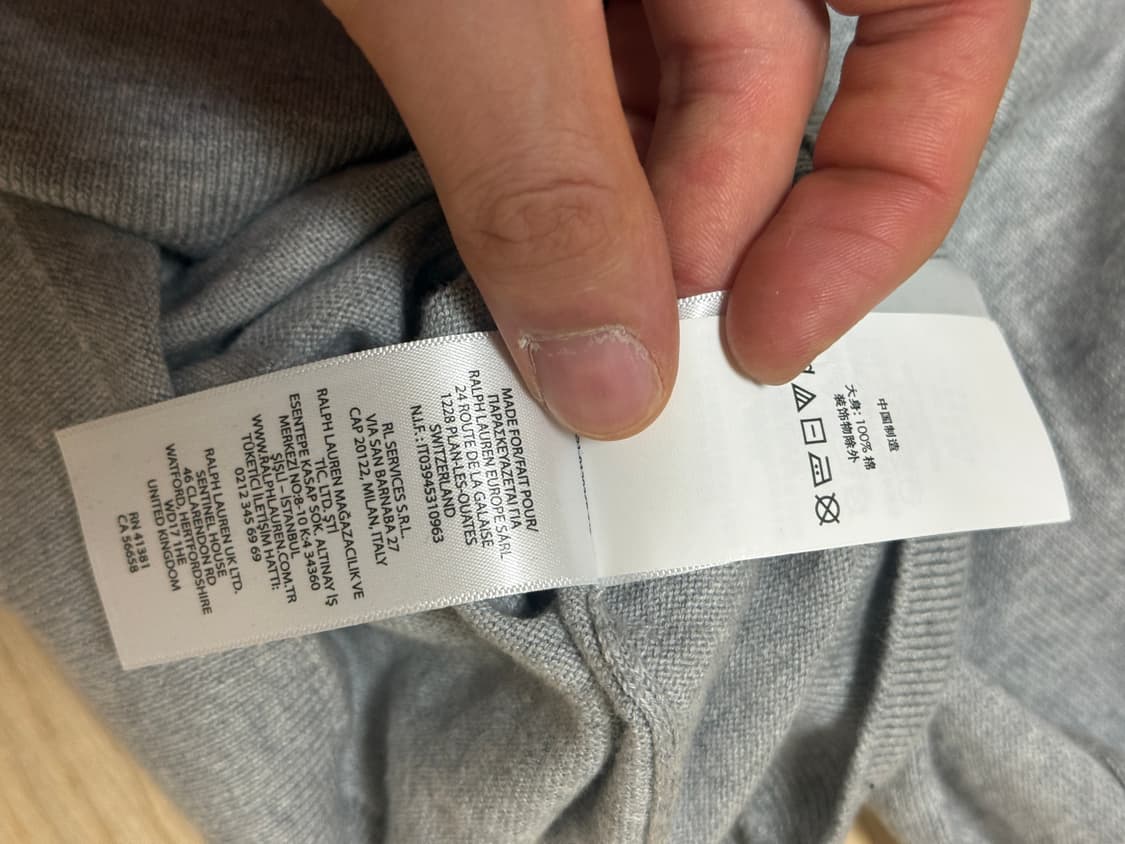 MADE FOR/FAIT POUR/
ΠΑΡΑΣΚΕΥΑΖΕΤΑΙ ΓΙΑ
RALPH LAUREN EUROPE SARL
24 ROUTE DE LA GALAISE
1228 PLAN-LES-OUATES
SWITZERLAND
N.I.F.: IT03945310963
RL SERVICES S.R.L.
VIA SAN BARNABA 27
CAP 20122, MILAN, ITALY
RALPH LAUREN MAĞAZACILIK VE
TİC. LTD. ŞTİ
ESENTEPE KASAP SOK. ALTINAY İŞ
MERKEZİ NO:8-10 K:4 34360
ŞİŞLİ – İSTANBUL
WWW.RALPHLAUREN.COM.TR
TÜKETİCİ İLETİŞİM HATTI:
0212 345 69 69
RALPH LAUREN UK LTD.
SENTINEL HOUSE
46 CLARENDON RD
WATFORD, HERTFORDSHIRE
WD17 1HE
UNITED KINGDOM
RN 41381
CA 56658
中国制造
大身: 100% 棉
装饰物除外